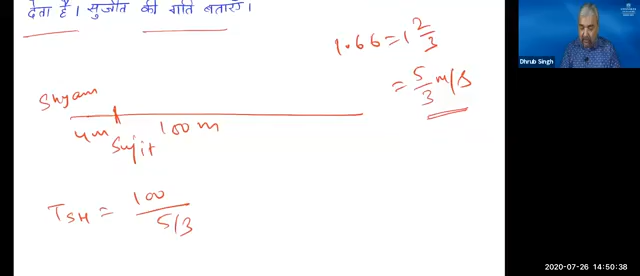 देता है। सुजीत की गति बताएँ।
1.66 = 1 2/3
= 5/3 m/s
Shyam
4m Sujit 100 m
T_SH = 100 / 5/3
Dhrub Singh
2020-07-26 14:50:38